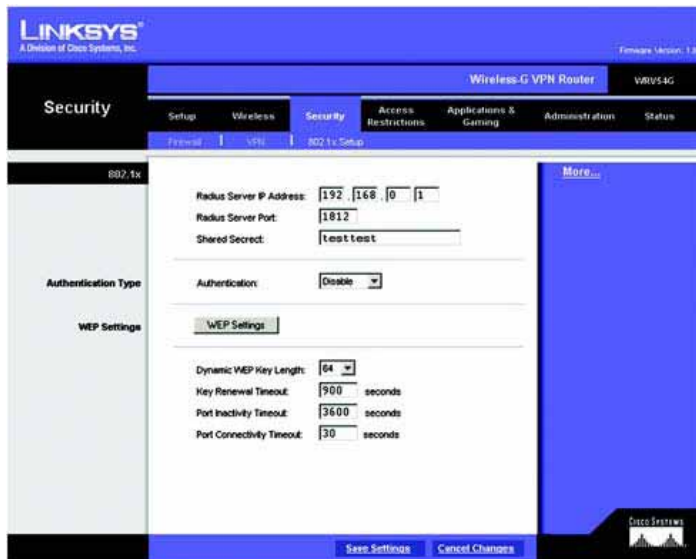 LINKSYS®
A Division of Cisco Systems, Inc.
Firmware Version: 1.0
Wireless-G VPN Router WRV54G
Security
Setup Wireless Security Access Restrictions Applications & Gaming Administration Status
Firewall VPN 802.1x Setup
802.1x
More...
Radius Server IP Address: 192 . 168 . 0 1
Radius Server Port: 1812
Shared Secrect: testtest
Authentication Type
Authentication: Disable
WEP Settings
WEP Settings
Dynamic WEP Key Length: 64
Key Renewal Timeout: 900 seconds
Port Inactivity Timeout: 3600 seconds
Port Connectivity Timeout: 30 seconds
Save Settings Cancel Changes
CISCO SYSTEMS